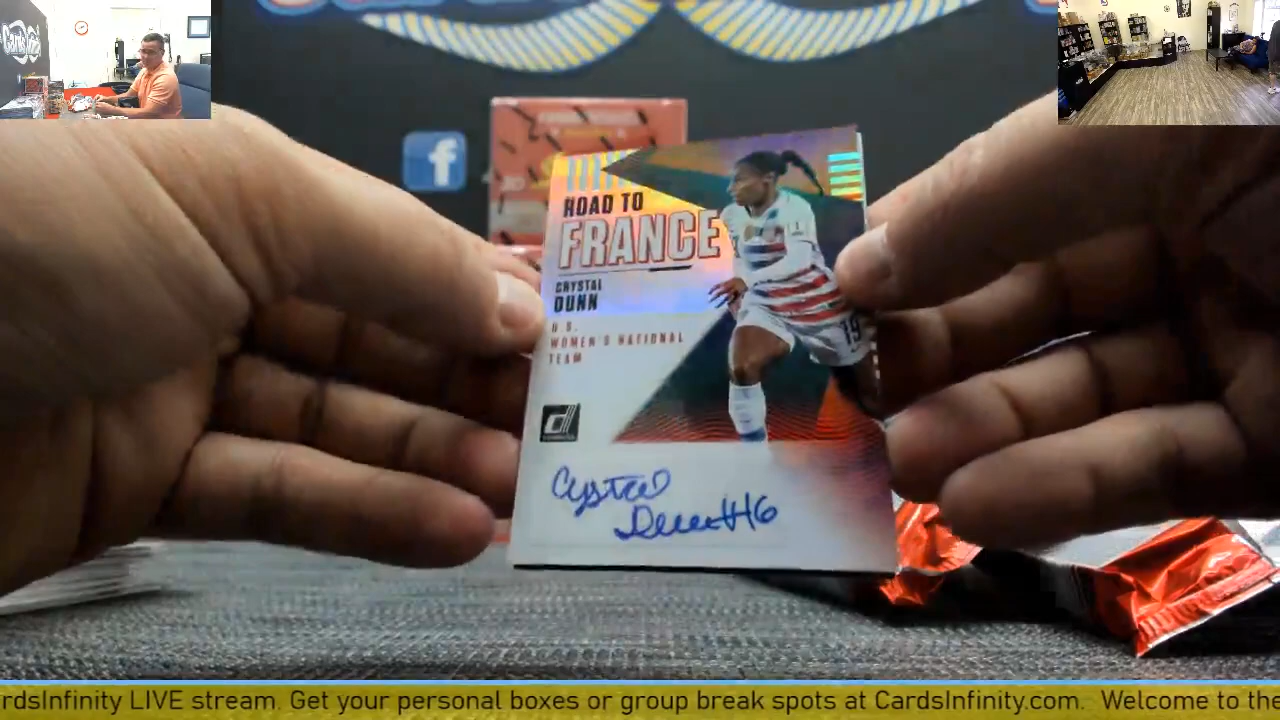 ROAD TO
FRANCE
CRYSTAL
DUNN
U.S.
WOMEN'S NATIONAL
TEAM
19
Crystal
Dunn #16
f
rdsInfinity LIVE stream. Get your personal boxes or group break spots at CardsInfinity.com. Welcome to the